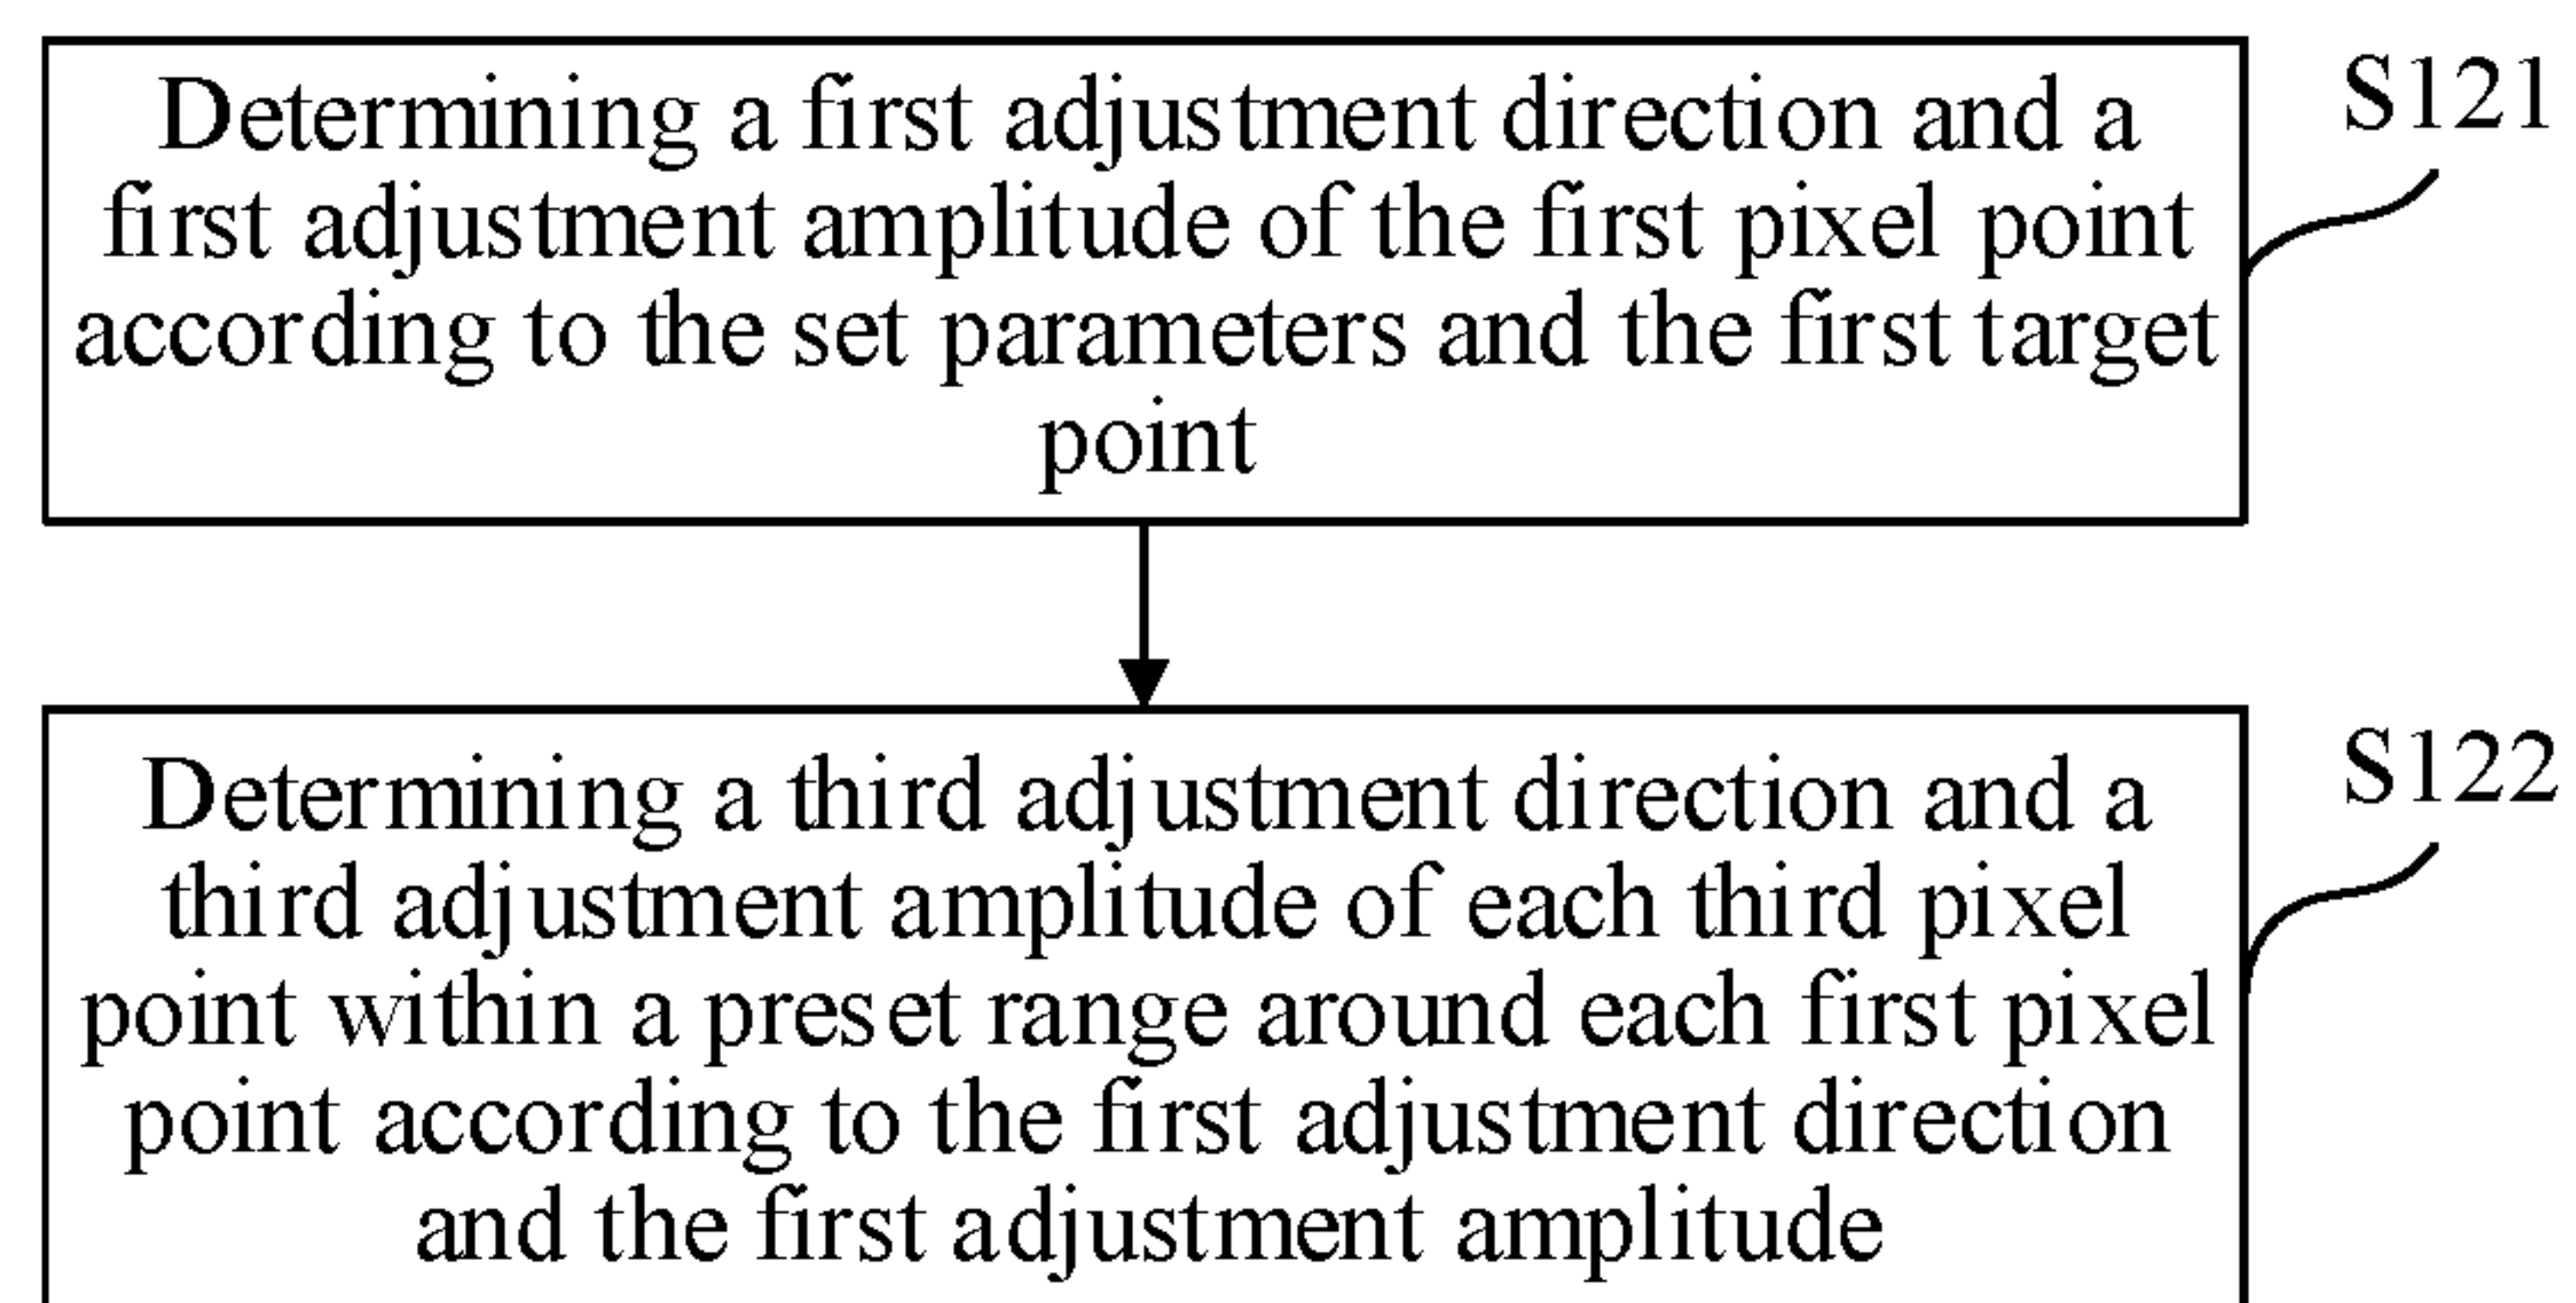 Determining a first adjustment direction and a
first adjustment amplitude of the first pixel point
according to the set parameters and the first target
point
S121
Determining a third adjustment direction and a
third adjustment amplitude of each third pixel
point within a preset range around each first pixel
point according to the first adjustment direction
and the first adjustment amplitude
S122